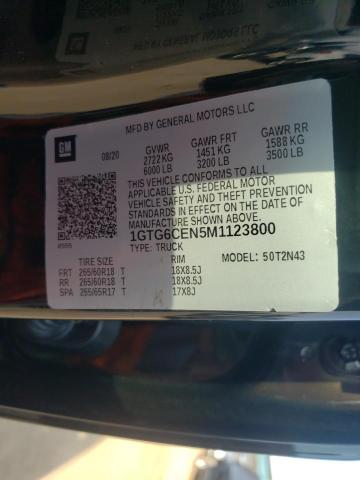 MFD BY GENERAL MOTORS LLC
GM
08/20 GVWR GAWR FRT GAWR RR
2722 KG 1451 KG 1588 KG
6000 LB 3200 LB 3500 LB
THIS VEHICLE CONFORMS TO ALL
APPLICABLE U.S. FEDERAL MOTOR
VEHICLE SAFETY AND THEFT PREVENTION
STANDARDS IN EFFECT ON THE DATE OF
MANUFACTURE SHOWN ABOVE.
1GTG6CEN5M1123800
TYPE: TRUCK MODEL: 50T2N43
TIRE SIZE RIM
FRT 265/60R18 T 18X8.5J
RR 265/60R18 T 18X8.5J
SPA 255/65R17 T 17X8J